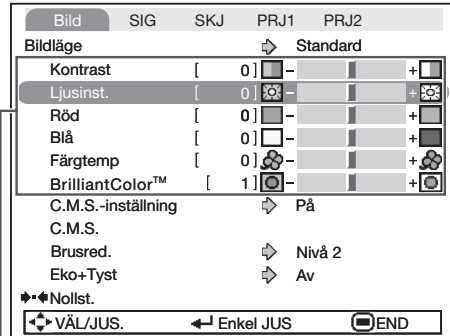 Bild SIG SKJ PRJ1 PRJ2
Bildläge Standard
Kontrast [ 0] - +
Ljusinst. [ 0] - +
Röd [ 0] - +
Blå [ 0] - +
Färgtemp [ 0] - +
BrilliantColor™ [ 1] - +
C.M.S.-inställning På
C.M.S.
Brusred. Nivå 2
Eko+Tyst Av
Nollst.
VÄL/JUS. Enkel JUS END